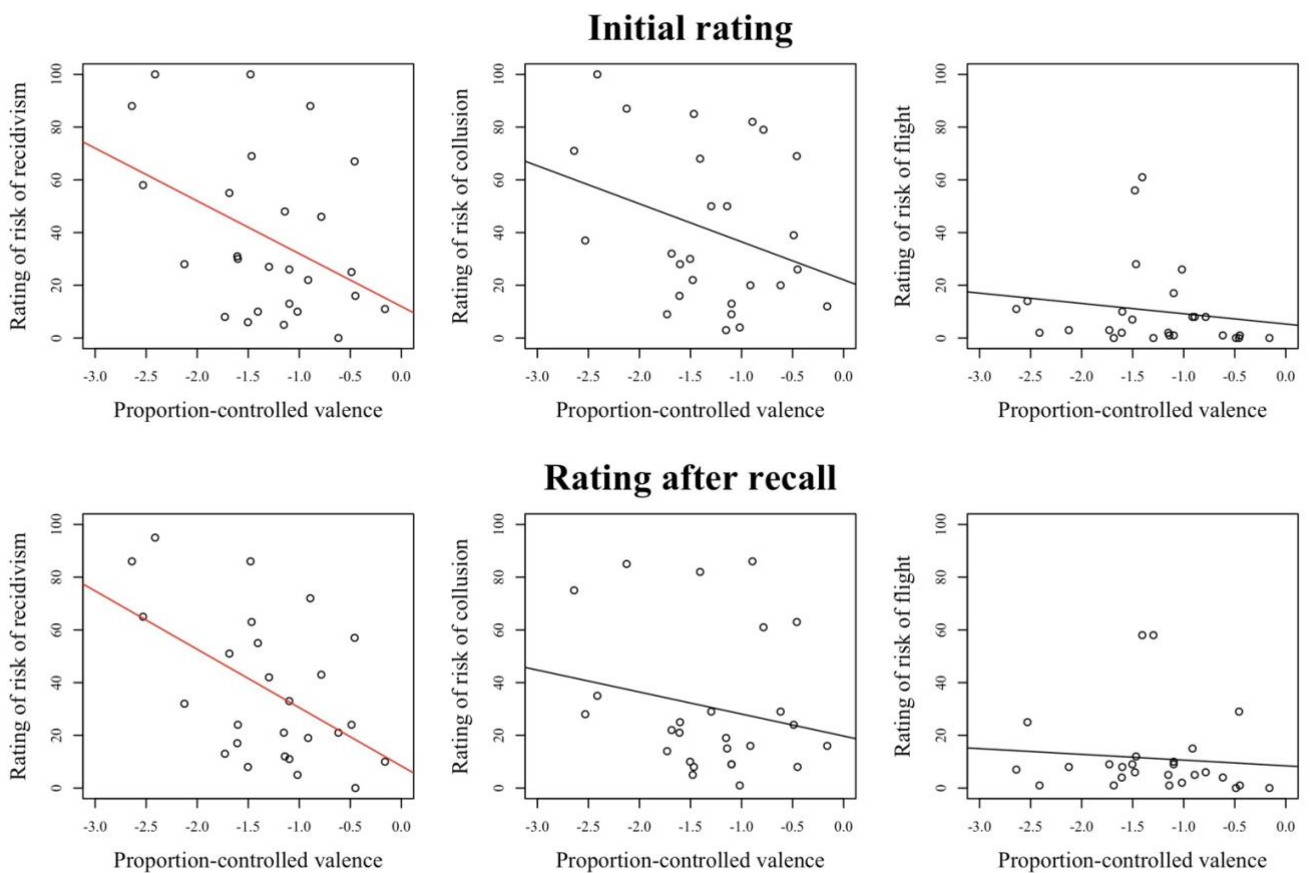 Initial rating
Rating of risk of recidivism
100
80
60
40
20
0
-3.0 -2.5 -2.0 -1.5 -1.0 -0.5 0.0
Proportion-controlled valence
Rating of risk of collusion
100
80
60
40
20
0
-3.0 -2.5 -2.0 -1.5 -1.0 -0.5 0.0
Proportion-controlled valence
Rating of risk of flight
100
80
60
40
20
0
-3.0 -2.5 -2.0 -1.5 -1.0 -0.5 0.0
Proportion-controlled valence
Rating after recall
Rating of risk of recidivism
100
80
60
40
20
0
-3.0 -2.5 -2.0 -1.5 -1.0 -0.5 0.0
Proportion-controlled valence
Rating of risk of collusion
100
80
60
40
20
0
-3.0 -2.5 -2.0 -1.5 -1.0 -0.5 0.0
Proportion-controlled valence
Rating of risk of flight
100
80
60
40
20
0
-3.0 -2.5 -2.0 -1.5 -1.0 -0.5 0.0
Proportion-controlled valence